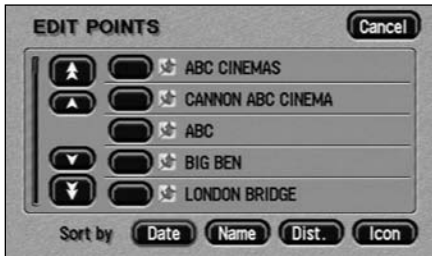 EDIT POINTS Cancel
ABC CINEMAS
CANNON ABC CINEMA
ABC
BIG BEN
LONDON BRIDGE
Sort by Date Name Dist. Icon